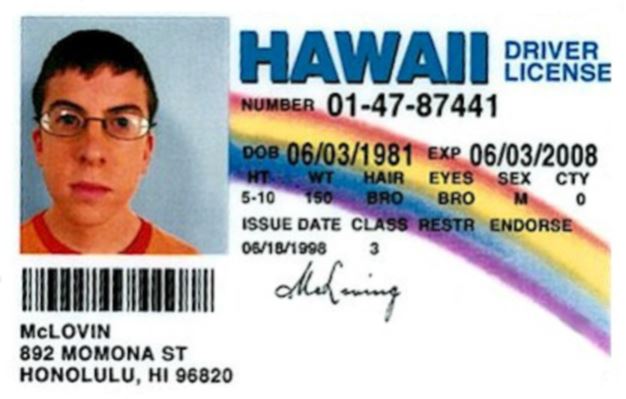 HAWAII DRIVER LICENSE
NUMBER 01-47-87441
DOB 06/03/1981 EXP 06/03/2008
HT WT HAIR EYES SEX CTY
5-10 150 BRO BRO M 0
ISSUE DATE CLASS RESTR ENDORSE
06/18/1998 3
McLoving
McLOVIN
892 MOMONA ST
HONOLULU, HI 96820